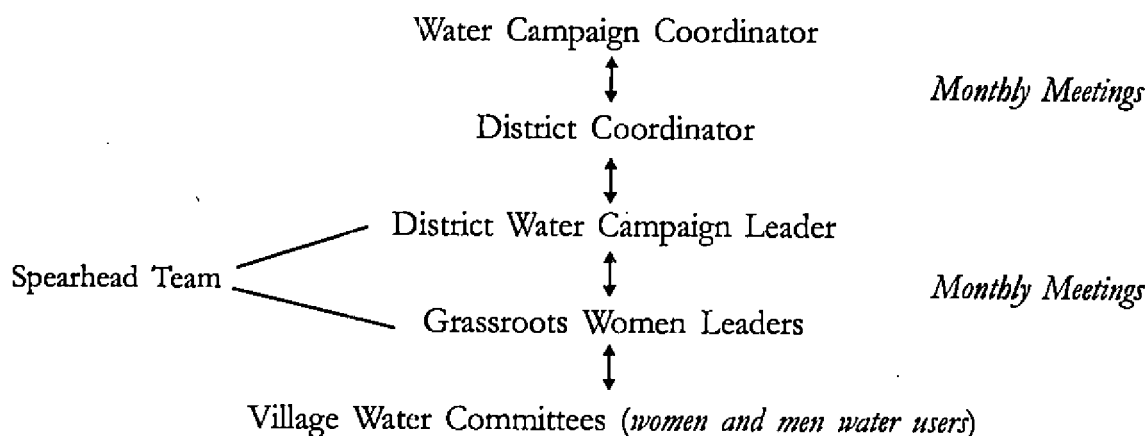 Water Campaign Coordinator
Monthly Meetings
District Coordinator
District Water Campaign Leader
Spearhead Team
Monthly Meetings
Grassroots Women Leaders
Village Water Committees (women and men water users)